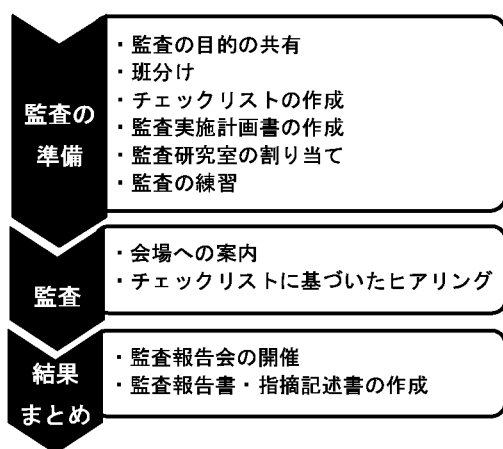 監査の
準備
・監査の目的の共有
・班分け
・チェックリストの作成
・監査実施計画書の作成
・監査研究室の割り当て
・監査の練習
監査
・会場への案内
・チェックリストに基づいたヒアリング
結果
まとめ
・監査報告会の開催
・監査報告書・指摘記述書の作成